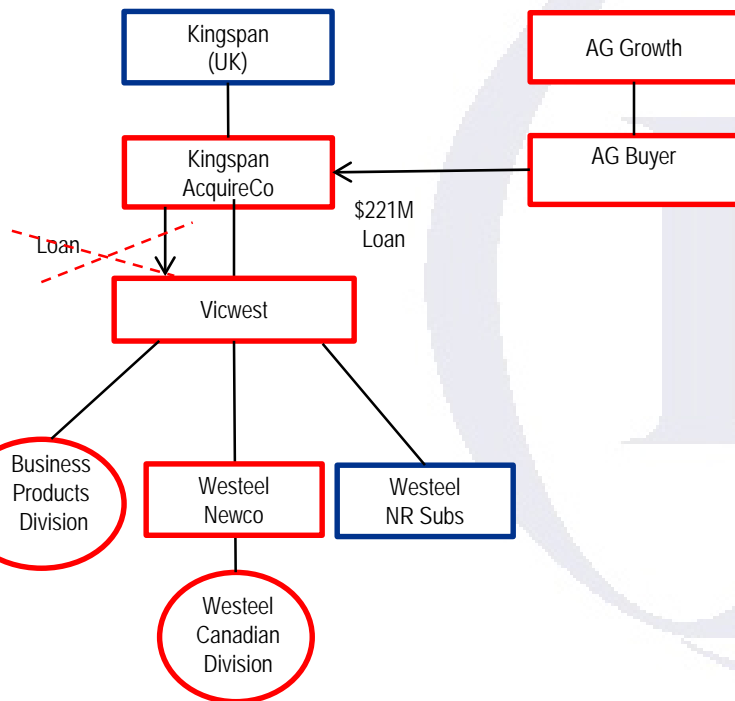 Kingspan
(UK)
AG Growth
Kingspan
AcquireCo
AG Buyer
$221M
Loan
Loan
Vicwest
Business
Products
Division
Westeel
Newco
Westeel
NR Subs
Westeel
Canadian
Division